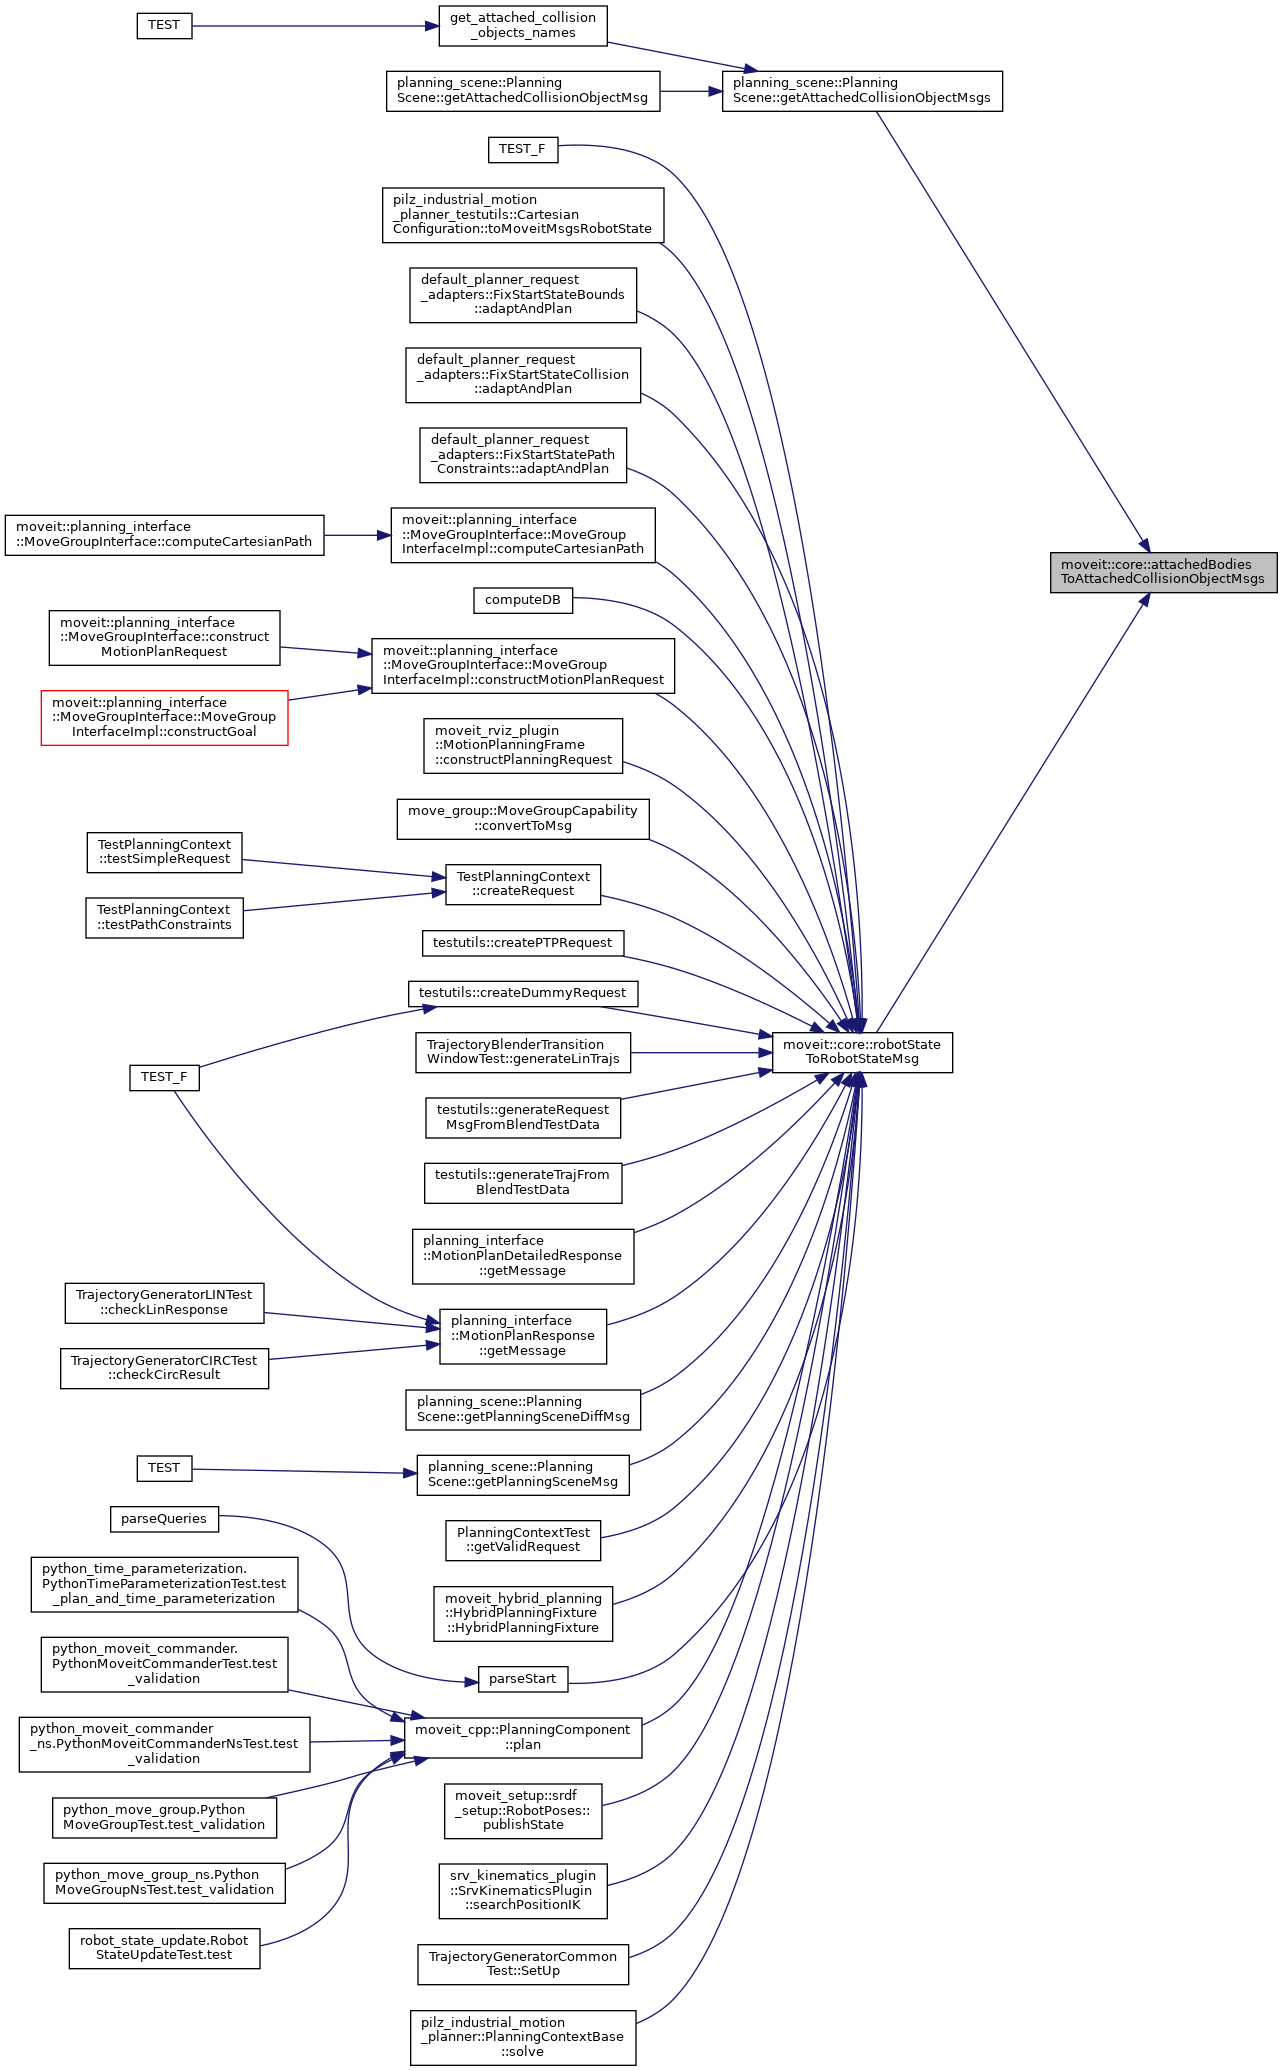 TEST
get_attached_collision
_objects_names
planning_scene::Planning
Scene::getAttachedCollisionObjectMsg
planning_scene::Planning
Scene::getAttachedCollisionObjectMsgs
TEST_F
pilz_industrial_motion
_planner_testutils::Cartesian
Configuration::toMoveitMsgsRobotState
default_planner_request
_adapters::FixStartStateBounds
::adaptAndPlan
default_planner_request
_adapters::FixStartStateCollision
::adaptAndPlan
default_planner_request
_adapters::FixStartStatePath
Constraints::adaptAndPlan
moveit::planning_interface
::MoveGroupInterface::computeCartesianPath
moveit::planning_interface
::MoveGroupInterface::MoveGroup
InterfaceImpl::computeCartesianPath
moveit::core::attachedBodies
ToAttachedCollisionObjectMsgs
computeDB
moveit::planning_interface
::MoveGroupInterface::construct
MotionPlanRequest
moveit::planning_interface
::MoveGroupInterface::MoveGroup
InterfaceImpl::constructMotionPlanRequest
moveit::planning_interface
::MoveGroupInterface::MoveGroup
InterfaceImpl::constructGoal
moveit_rviz_plugin
::MotionPlanningFrame
::constructPlanningRequest
move_group::MoveGroupCapability
::convertToMsg
TestPlanningContext
::testSimpleRequest
TestPlanningContext
::createRequest
TestPlanningContext
::testPathConstraints
testutils::createPTPRequest
testutils::createDummyRequest
TrajectoryBlenderTransition
WindowTest::generateLinTrajs
moveit::core::robotState
ToRobotStateMsg
TEST_F
testutils::generateRequest
MsgFromBlendTestData
testutils::generateTrajFrom
BlendTestData
planning_interface
::MotionPlanDetailedResponse
::getMessage
TrajectoryGeneratorLINTest
::checkLinResponse
planning_interface
::MotionPlanResponse
::getMessage
TrajectoryGeneratorCIRCTest
::checkCircResult
planning_scene::Planning
Scene::getPlanningSceneDiffMsg
TEST
planning_scene::Planning
Scene::getPlanningSceneMsg
parseQueries
PlanningContextTest
::getValidRequest
python_time_parameterization.
PythonTimeParameterizationTest.test
_plan_and_time_parameterization
moveit_hybrid_planning
::HybridPlanningFixture
::HybridPlanningFixture
python_moveit_commander.
PythonMoveitCommanderTest.test
_validation
parseStart
python_moveit_commander
_ns.PythonMoveitCommanderNsTest.test
_validation
moveit_cpp::PlanningComponent
::plan
python_move_group.Python
MoveGroupTest.test_validation
moveit_setup::srdf
_setup::RobotPoses::
publishState
python_move_group_ns.Python
MoveGroupNsTest.test_validation
srv_kinematics_plugin
::SrvKinematicsPlugin
::searchPositionIK
robot_state_update.Robot
StateUpdateTest.test
TrajectoryGeneratorCommon
Test::SetUp
pilz_industrial_motion
_planner::PlanningContextBase
::solve